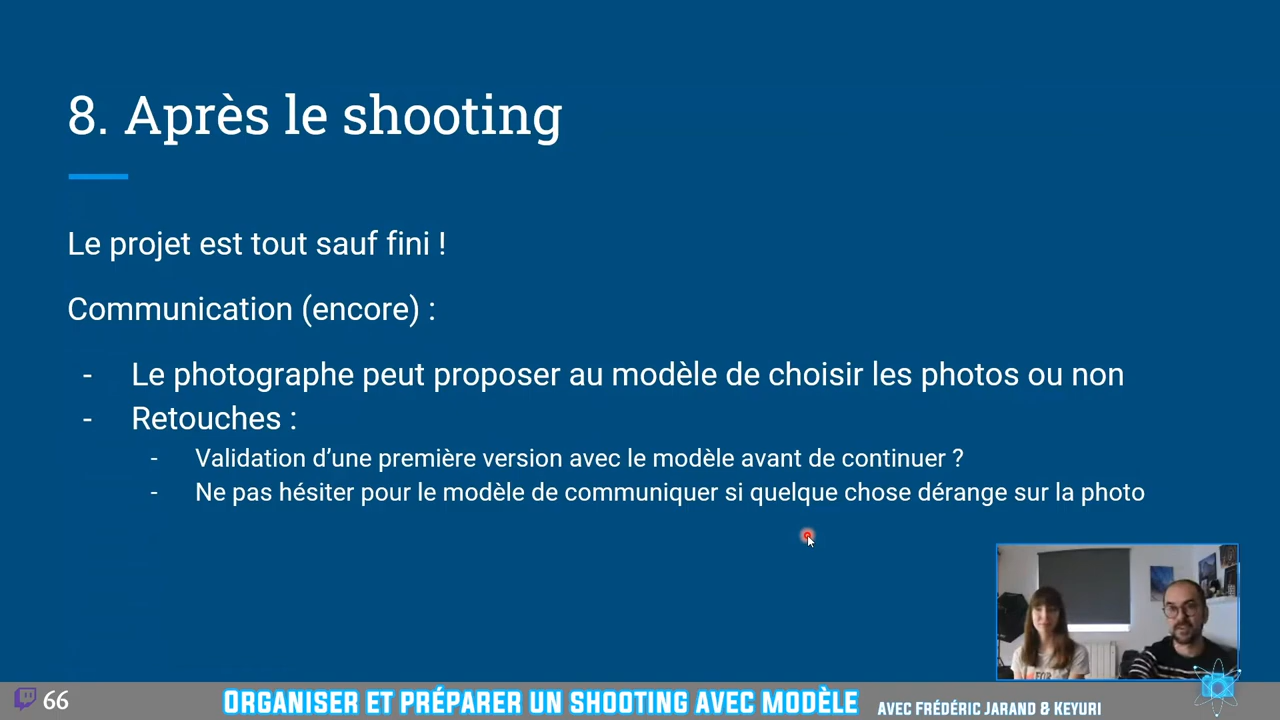 8. Après le shooting
Le projet est tout sauf fini !
Communication (encore) :
- Le photographe peut proposer au modèle de choisir les photos ou non
- Retouches :
- Validation d’une première version avec le modèle avant de continuer ?
- Ne pas hésiter pour le modèle de communiquer si quelque chose dérange sur la photo
66 Organiser et préparer un shooting avec modèle avec Frédéric Jarand & Keyuri